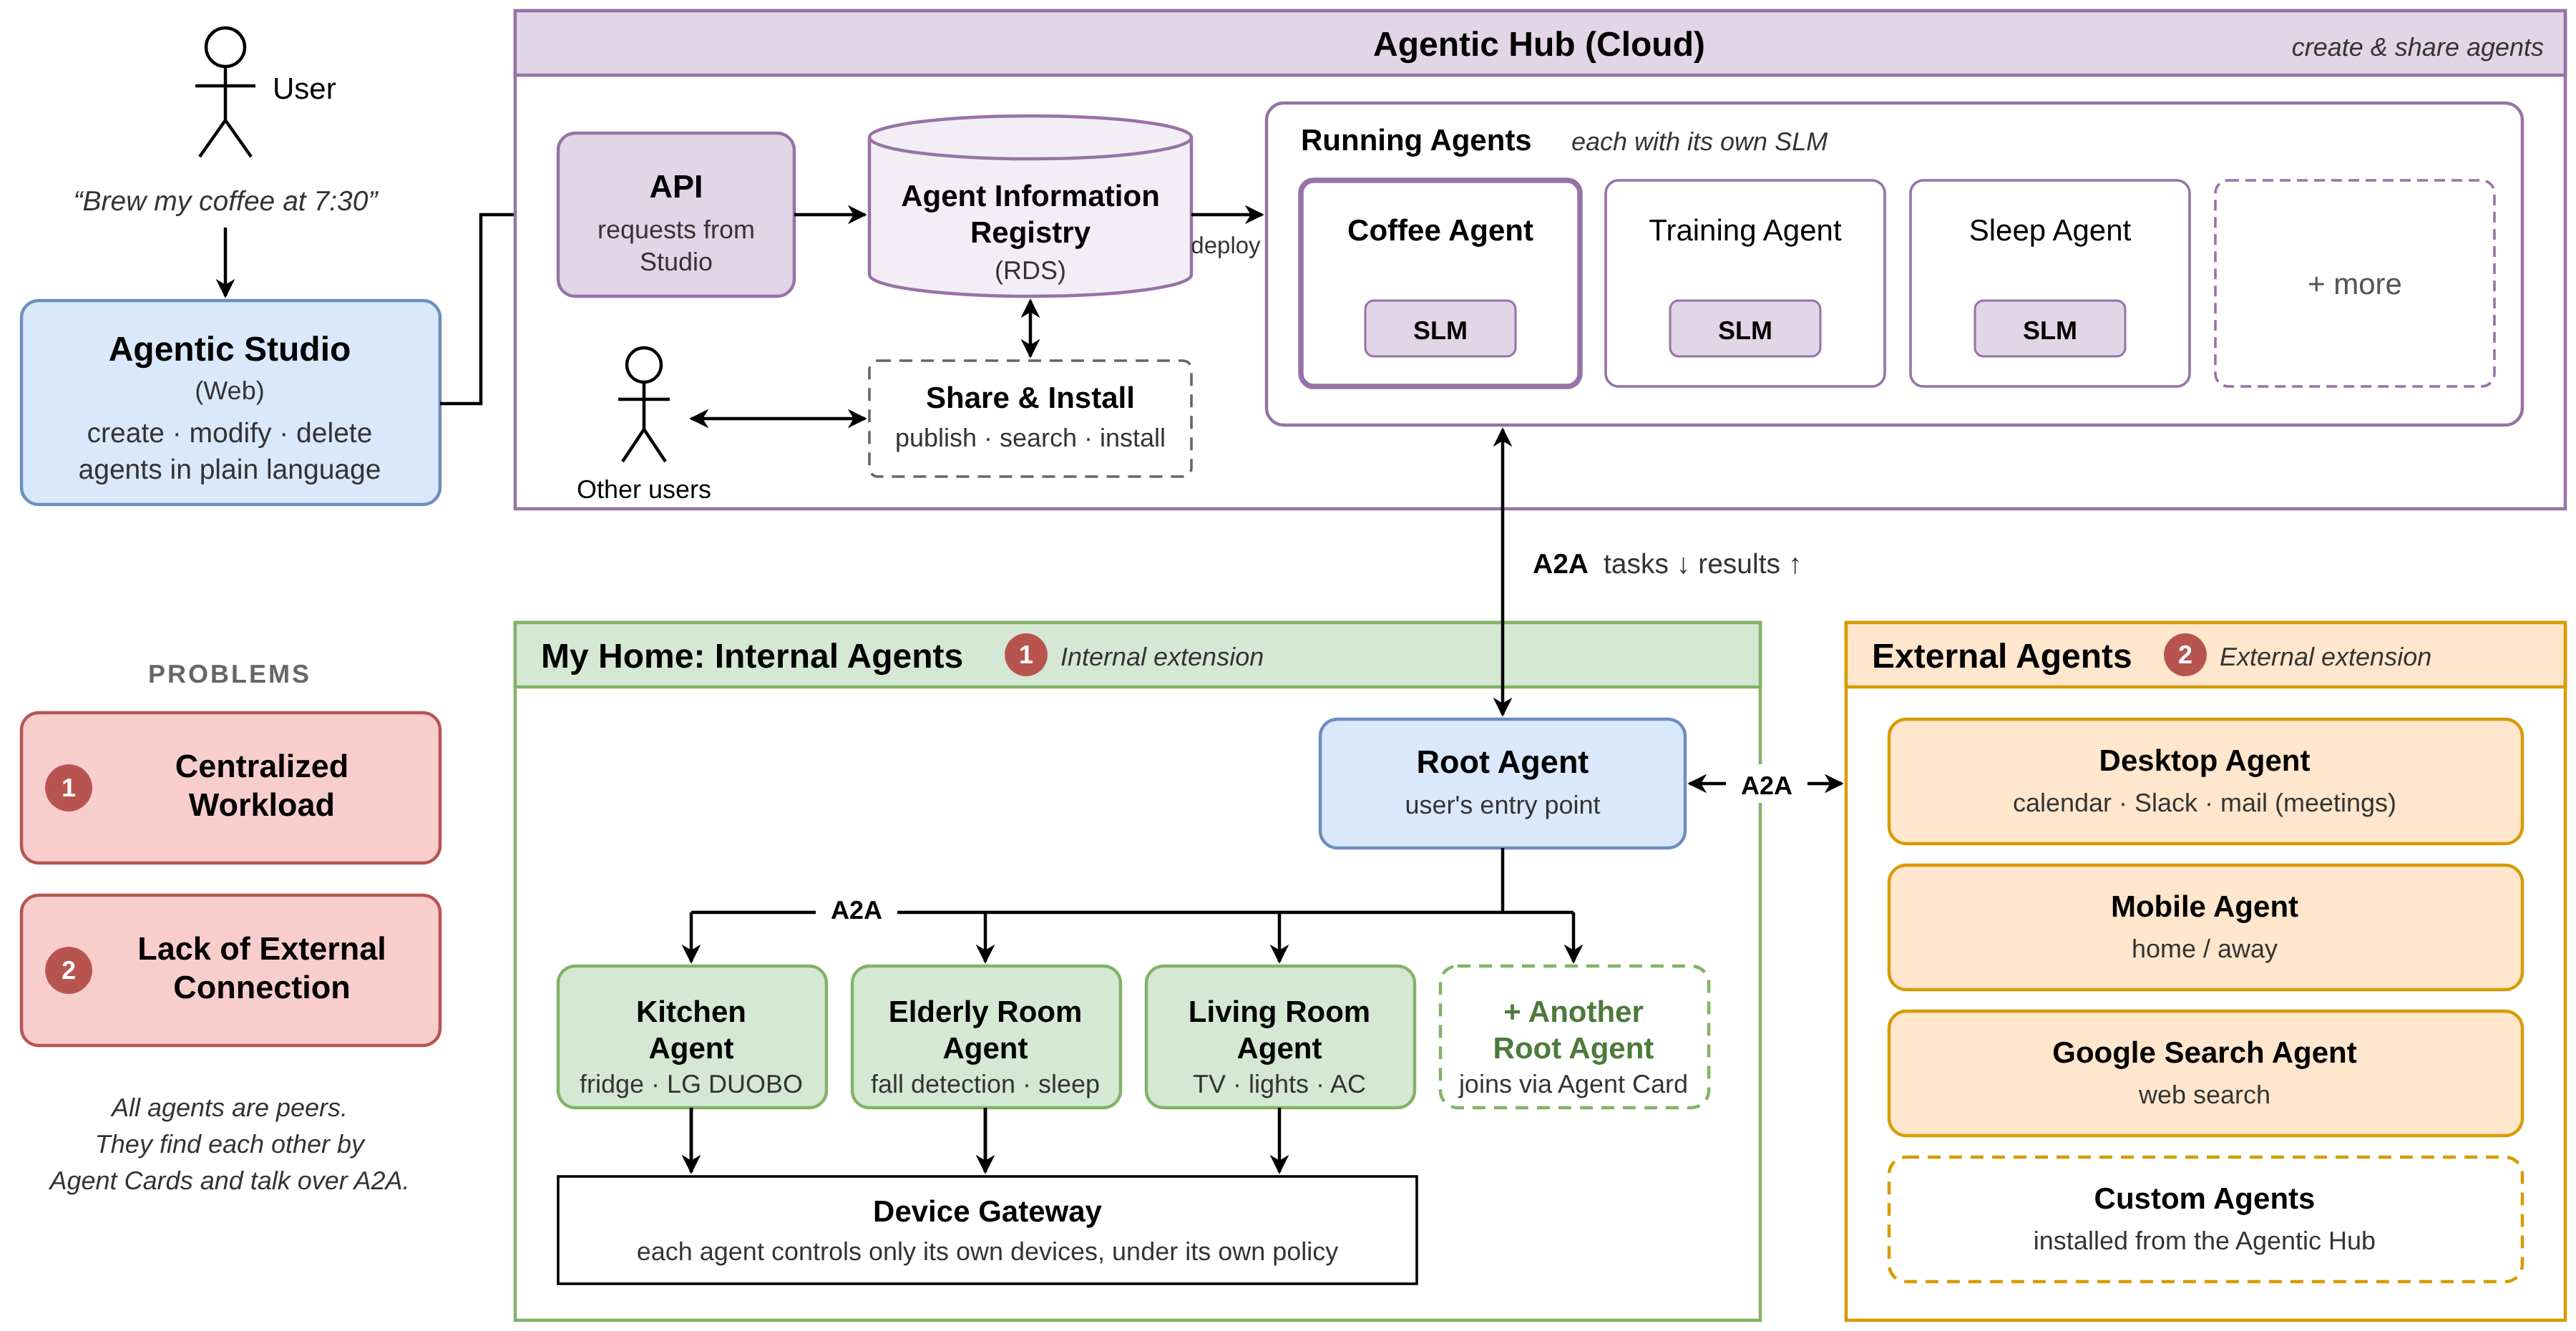 User
“Brew my coffee at 7:30”
Agentic Studio
(Web)
create · modify · delete
agents in plain language
Agentic Hub (Cloud)
create & share agents
API
requests from
Studio
Agent Information
Registry
(RDS)
deploy
Other users
Share & Install
publish · search · install
Running Agents
each with its own SLM
Coffee Agent
SLM
Training Agent
SLM
Sleep Agent
SLM
+ more
A2A tasks ↓ results ↑
PROBLEMS
1
Centralized
Workload
2
Lack of External
Connection
All agents are peers.
They find each other by
Agent Cards and talk over A2A.
My Home: Internal Agents
1
Internal extension
Root Agent
user's entry point
A2A
A2A
Kitchen
Agent
fridge · LG DUOBO
Elderly Room
Agent
fall detection · sleep
Living Room
Agent
TV · lights · AC
+ Another
Root Agent
joins via Agent Card
Device Gateway
each agent controls only its own devices, under its own policy
External Agents
2
External extension
Desktop Agent
calendar · Slack · mail (meetings)
Mobile Agent
home / away
Google Search Agent
web search
Custom Agents
installed from the Agentic Hub